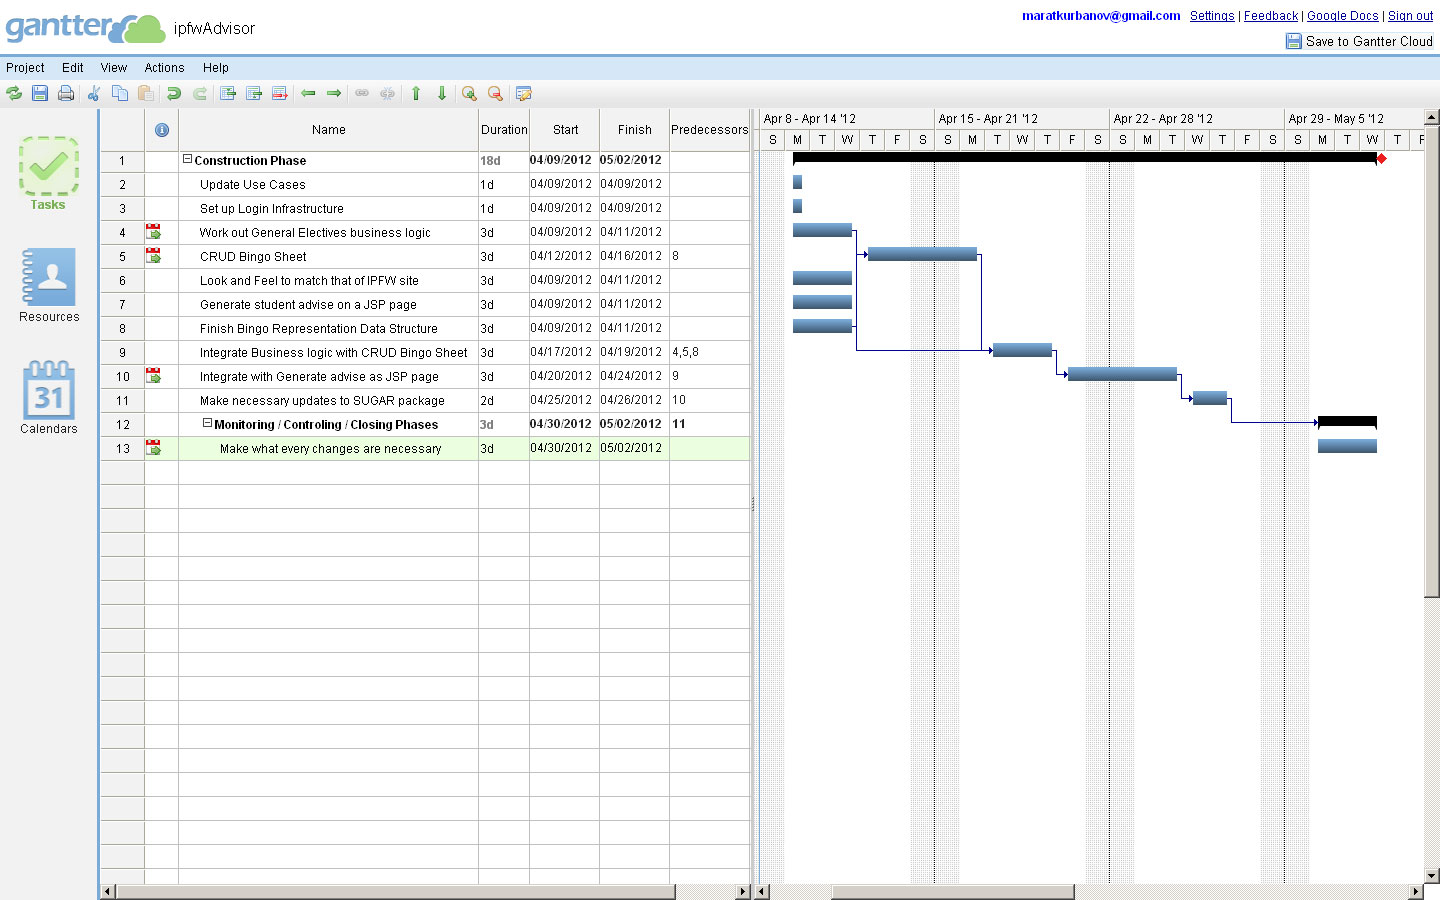 gantter ipfwAdvisor
maratkurbanov@gmail.com Settings | Feedback | Google Docs | Sign out
Save to Gantter Cloud
Project Edit View Actions Help
Tasks
Resources
31
Calendars
Name Duration Start Finish Predecessors
1 Construction Phase 18d 04/09/2012 05/02/2012
2 Update Use Cases 1d 04/09/2012 04/09/2012
3 Set up Login Infrastructure 1d 04/09/2012 04/09/2012
4 Work out General Electives business logic 3d 04/09/2012 04/11/2012
5 CRUD Bingo Sheet 3d 04/12/2012 04/16/2012 8
6 Look and Feel to match that of IPFW site 3d 04/09/2012 04/11/2012
7 Generate student advise on a JSP page 3d 04/09/2012 04/11/2012
8 Finish Bingo Representation Data Structure 3d 04/09/2012 04/11/2012
9 Integrate Business logic with CRUD Bingo Sheet 3d 04/17/2012 04/19/2012 4,5,8
10 Integrate with Generate advise as JSP page 3d 04/20/2012 04/24/2012 9
11 Make necessary updates to SUGAR package 2d 04/25/2012 04/26/2012 10
12 Monitoring / Controling / Closing Phases 3d 04/30/2012 05/02/2012 11
13 Make what every changes are necessary 3d 04/30/2012 05/02/2012
Apr 8 - Apr 14 '12 Apr 15 - Apr 21 '12 Apr 22 - Apr 28 '12 Apr 29 - May 5 '12
S M T W T F S S M T W T F S S M T W T F S S M T W T F